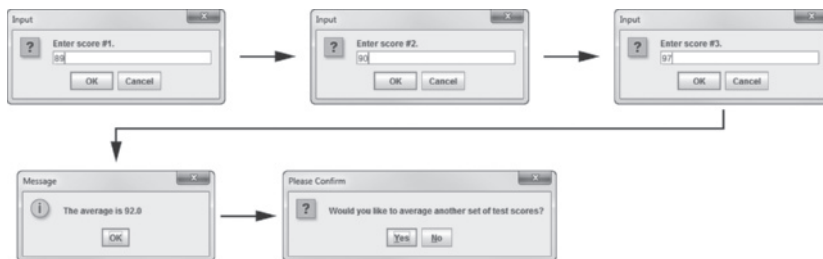 Input
Enter score #1.
89
OK Cancel
Input
Enter score #2.
90
OK Cancel
Input
Enter score #3.
97
OK Cancel
Message
The average is 92.0
OK
Please Confirm
Would you like to average another set of test scores?
Yes No